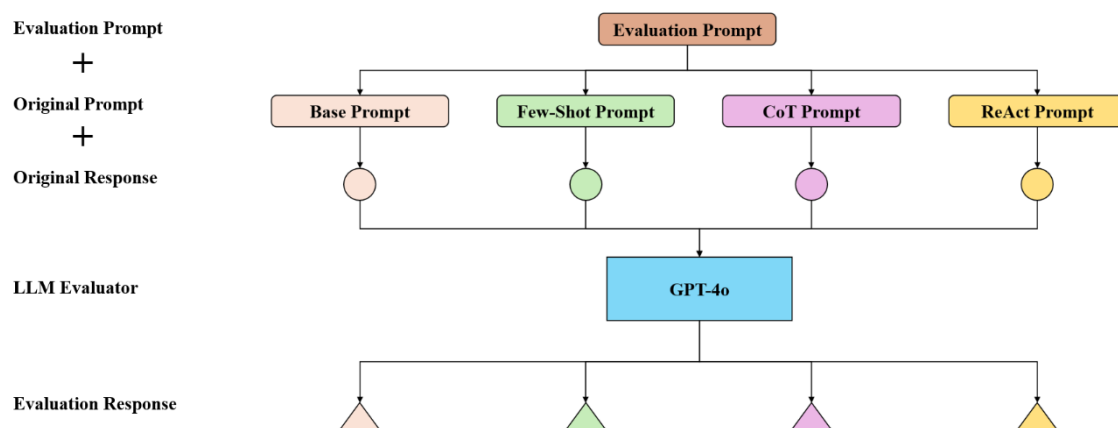 Evaluation Prompt
Evaluation Prompt
+
Original Prompt
Base Prompt
Few-Shot Prompt
CoT Prompt
ReAct Prompt
+
Original Response
LLM Evaluator
GPT-4o
Evaluation Response